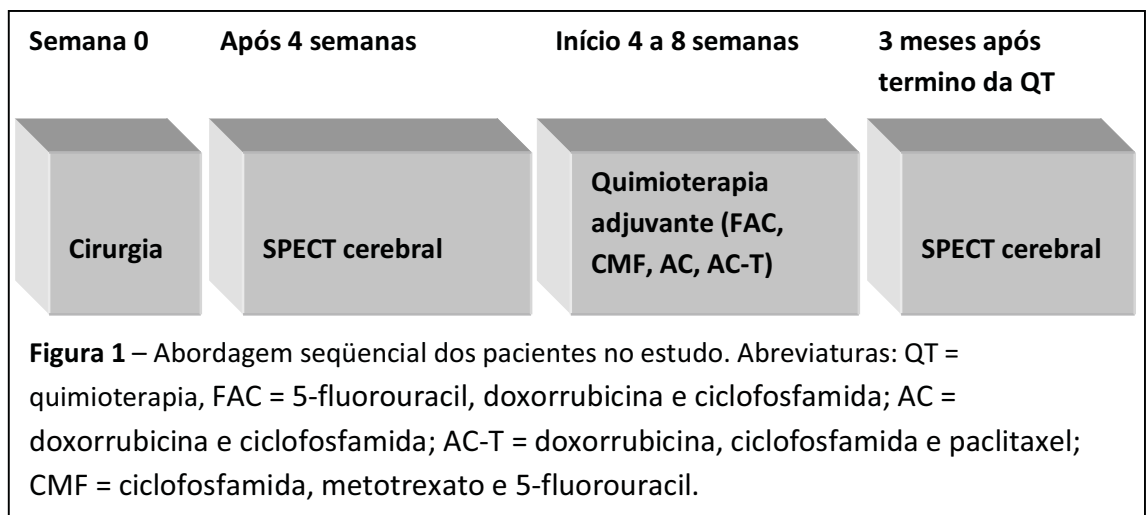 Semana 0
Após 4 semanas
Início 4 a 8 semanas
3 meses após
termino da QT
Cirurgia
SPECT cerebral
Quimioterapia
adjuvante (FAC,
CMF, AC, AC-T)
SPECT cerebral
Figura 1 – Abordagem seqüencial dos pacientes no estudo. Abreviaturas: QT =
quimioterapia, FAC = 5-fluorouracil, doxorrubicina e ciclofosfamida; AC =
doxorrubicina e ciclofosfamida; AC-T = doxorrubicina, ciclofosfamida e paclitaxel;
CMF = ciclofosfamida, metotrexato e 5-fluorouracil.